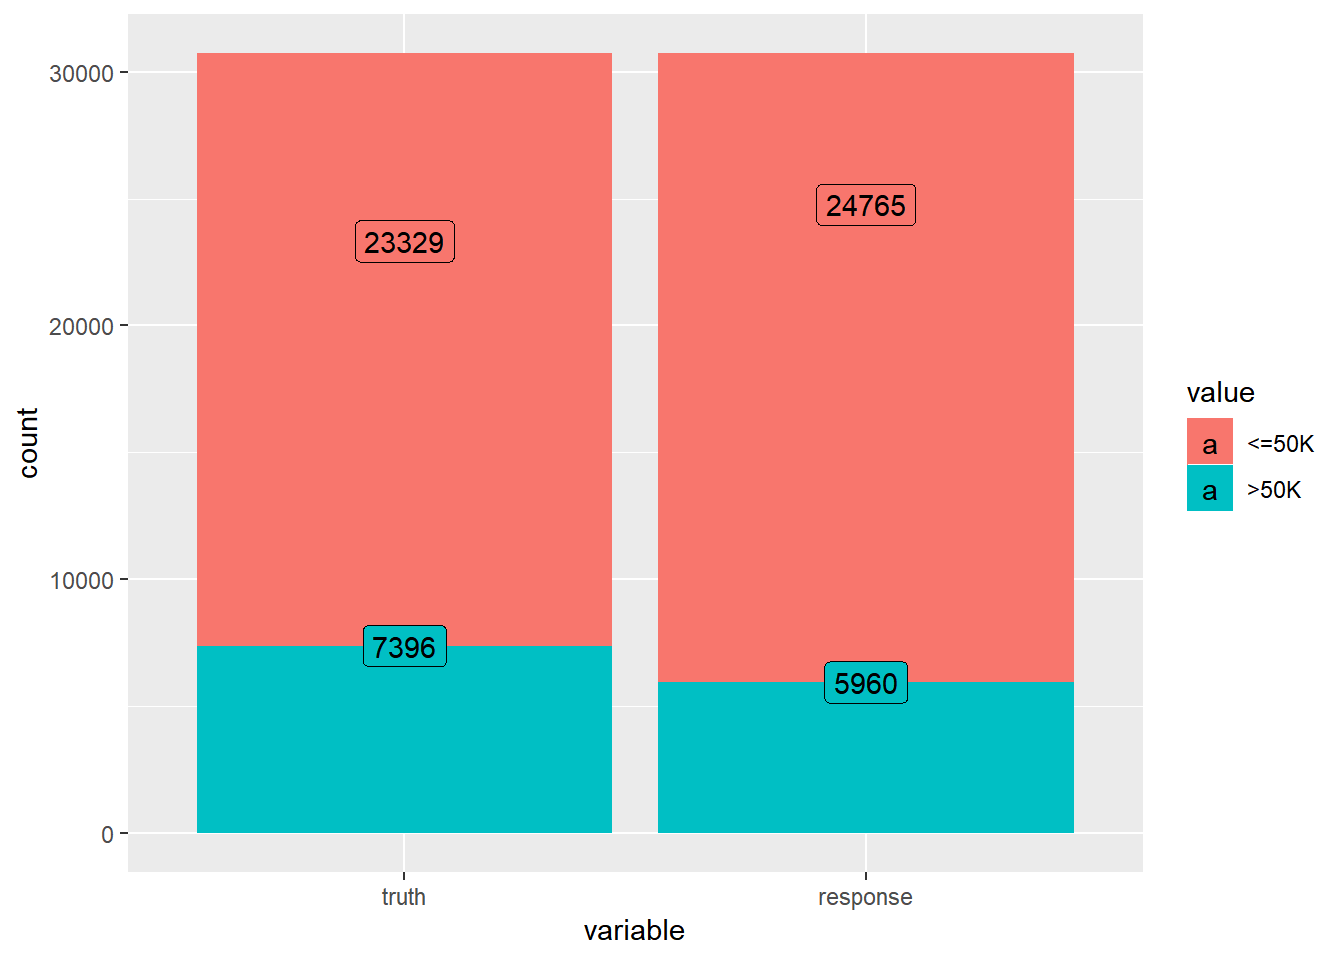 30000
20000
10000
0
count
23329
24765
7396
5960
truth
response
variable
value
a <=50K
a >50K